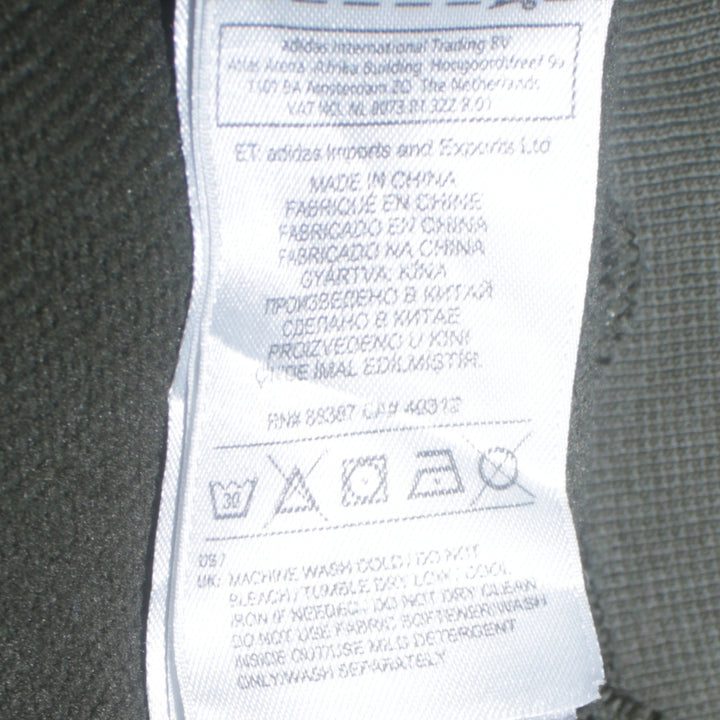 adidas International Trading BV
Atlas Arena, Afrika Building, Hoogoorddreef 9a
1101 BA Amsterdam ZO The Netherlands
VAT NO. NL 8073.81.322.B.01
ET: adidas Imports and Exports Ltd
MADE IN CHINA
FABRIQUÉ EN CHINE
FABRICADO EN CHINA
FABRICADO NA CHINA
GYÁRTVA: KÍNA
ПРОИЗВЕДЕНО В КИТАЙ
СДЕЛАНО В КИТАЕ
PROIZVEDENO U KINI
ÇIN'DE IMAL EDILMIŞTIR.
RN# 88387 CA# 40312
30
US /
UK: MACHINE WASH COLD / DO NOT
BLEACH / TUMBLE DRY LOW / COOL
IRON IF NEEDED / DO NOT DRY CLEAN
DO NOT USE FABRIC SOFTENER/WASH
INSIDE OUT/USE MILD DETERGENT
ONLY/WASH SEPARATELY